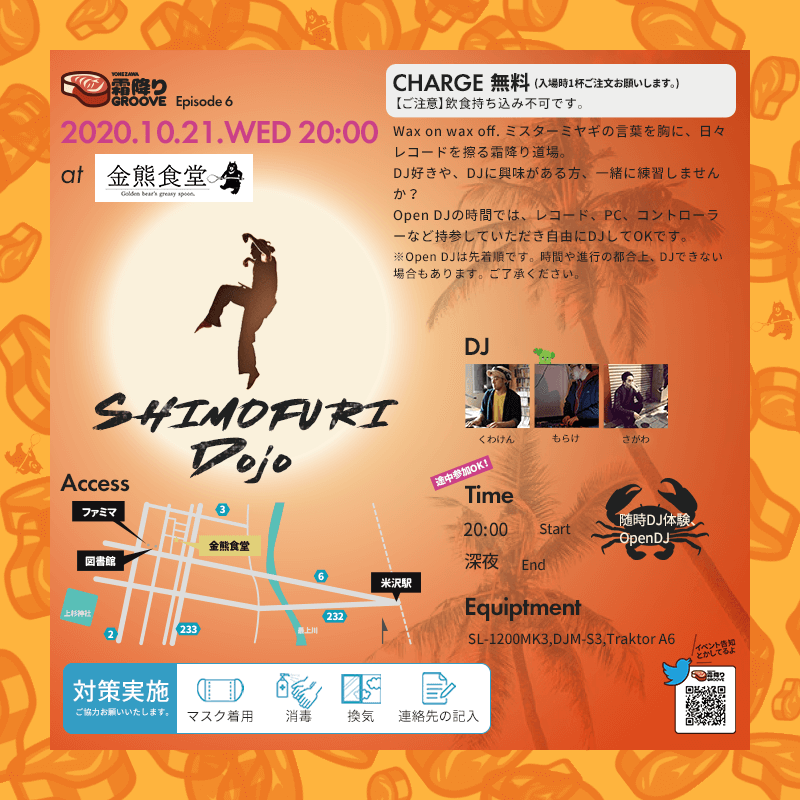 YONEZAWA
霜降り
GROOVE
Episode 6
2020.10.21.WED 20:00
at
金熊食堂
Golden bear's greasy spoon.
CHARGE 無料 (入場時1杯ご注文お願いします。)
【ご注意】飲食持ち込み不可です。
Wax on wax off. ミスターミヤギの言葉を胸に、日々
レコードを擦る霜降り道場。
DJ好きや、DJに興味がある方、一緒に練習しません
か?
Open DJの時間では、レコード、PC、コントローラ
ーなど持参していただき自由にDJしてOKです。
※Open DJは先着順です。時間や進行の都合上、DJできない
場合もあります。ご了承ください。
SHIMOFURI
Dojo
DJ
くわけん
もらけ
さがわ
Access
ファミマ
図書館
金熊食堂
米沢駅
上杉神社
最上川
3
6
232
233
2
途中参加OK!
Time
20:00 Start
深夜 End
随時DJ体験、
OpenDJ
Equiptment
SL-1200MK3,DJM-S3,Traktor A6
対策実施
ご協力お願いいたします。
マスク着用
消毒
換気
連絡先の記入
イベント告知
とかしてるよ
霜降り
GROOVE